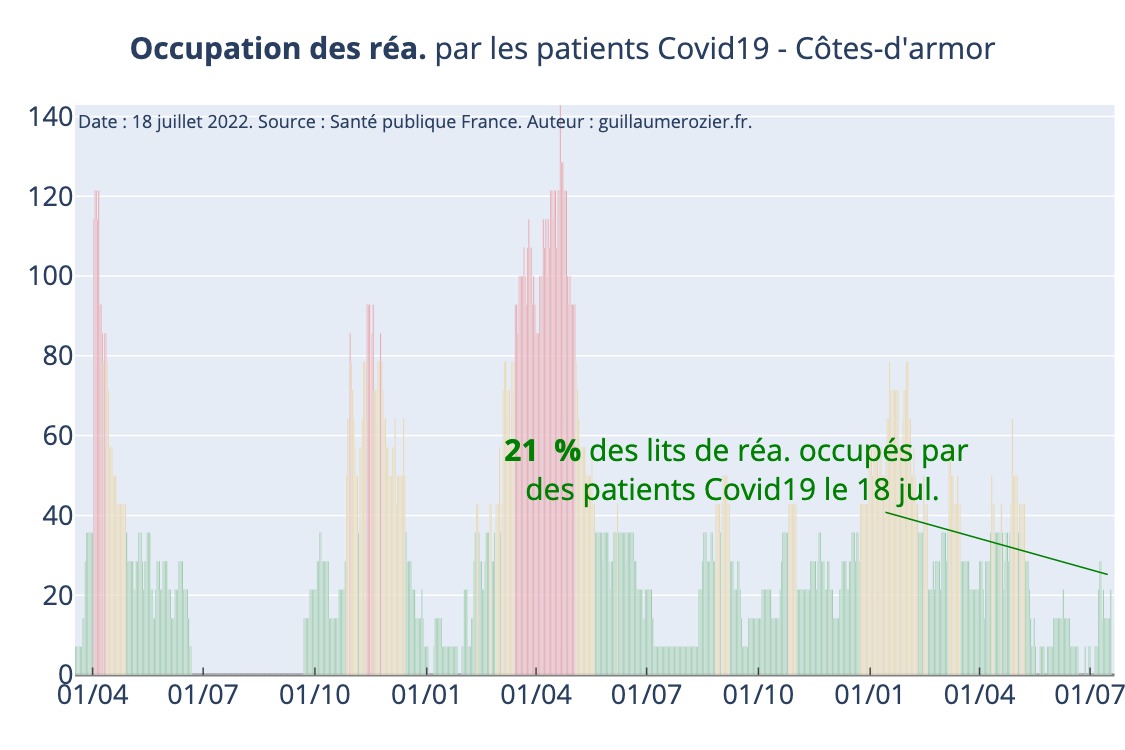 Occupation des réa. par les patients Covid19 - Côtes-d'armor
140
Date : 18 juillet 2022. Source : Santé publique France. Auteur : guillaumerozier.fr.
120
100
80
60
21 % des lits de réa. occupés par
des patients Covid19 le 18 jul.
40
20
0
01/04 01/07 01/10 01/01 01/04 01/07 01/10 01/01 01/04 01/07